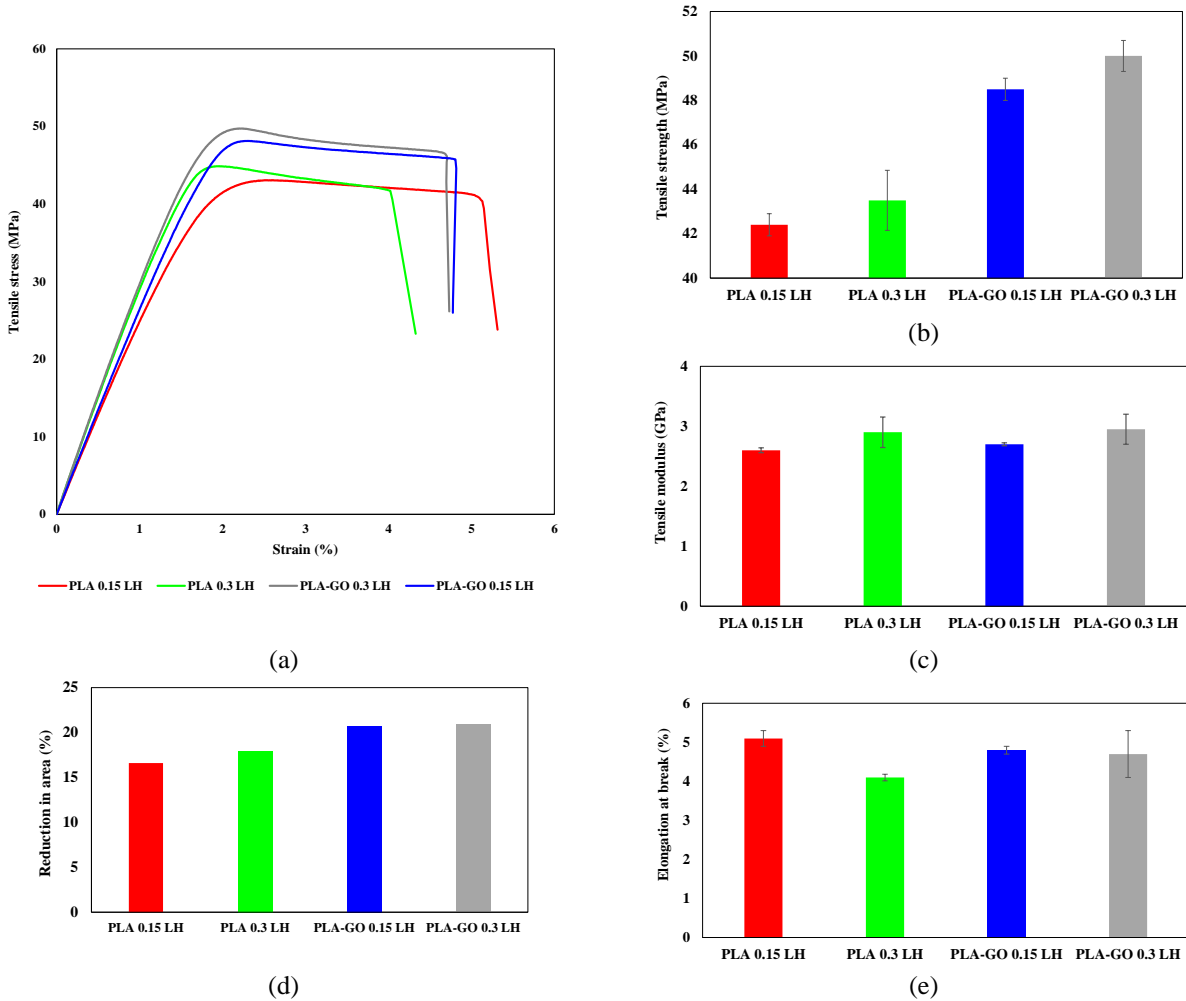 60
50
40
30
20
10
0
0 1 2 3 4 5 6
Tensile stress (MPa)
Strain (%)
PLA 0.15 LH PLA 0.3 LH PLA-GO 0.3 LH PLA-GO 0.15 LH
(a)
52
50
48
46
44
42
40
Tensile strength (MPa)
PLA 0.15 LH PLA 0.3 LH PLA-GO 0.15 LH PLA-GO 0.3 LH
(b)
4
3
2
1
0
Tensile modulus (GPa)
PLA 0.15 LH PLA 0.3 LH PLA-GO 0.15 LH PLA-GO 0.3 LH
(c)
25
20
15
10
5
0
Reduction in area (%)
PLA 0.15 LH PLA 0.3 LH PLA-GO 0.15 LH PLA-GO 0.3 LH
(d)
6
5
4
3
2
1
0
Elongation at break (%)
PLA 0.15 LH PLA 0.3 LH PLA-GO 0.15 LH PLA-GO 0.3 LH
(e)